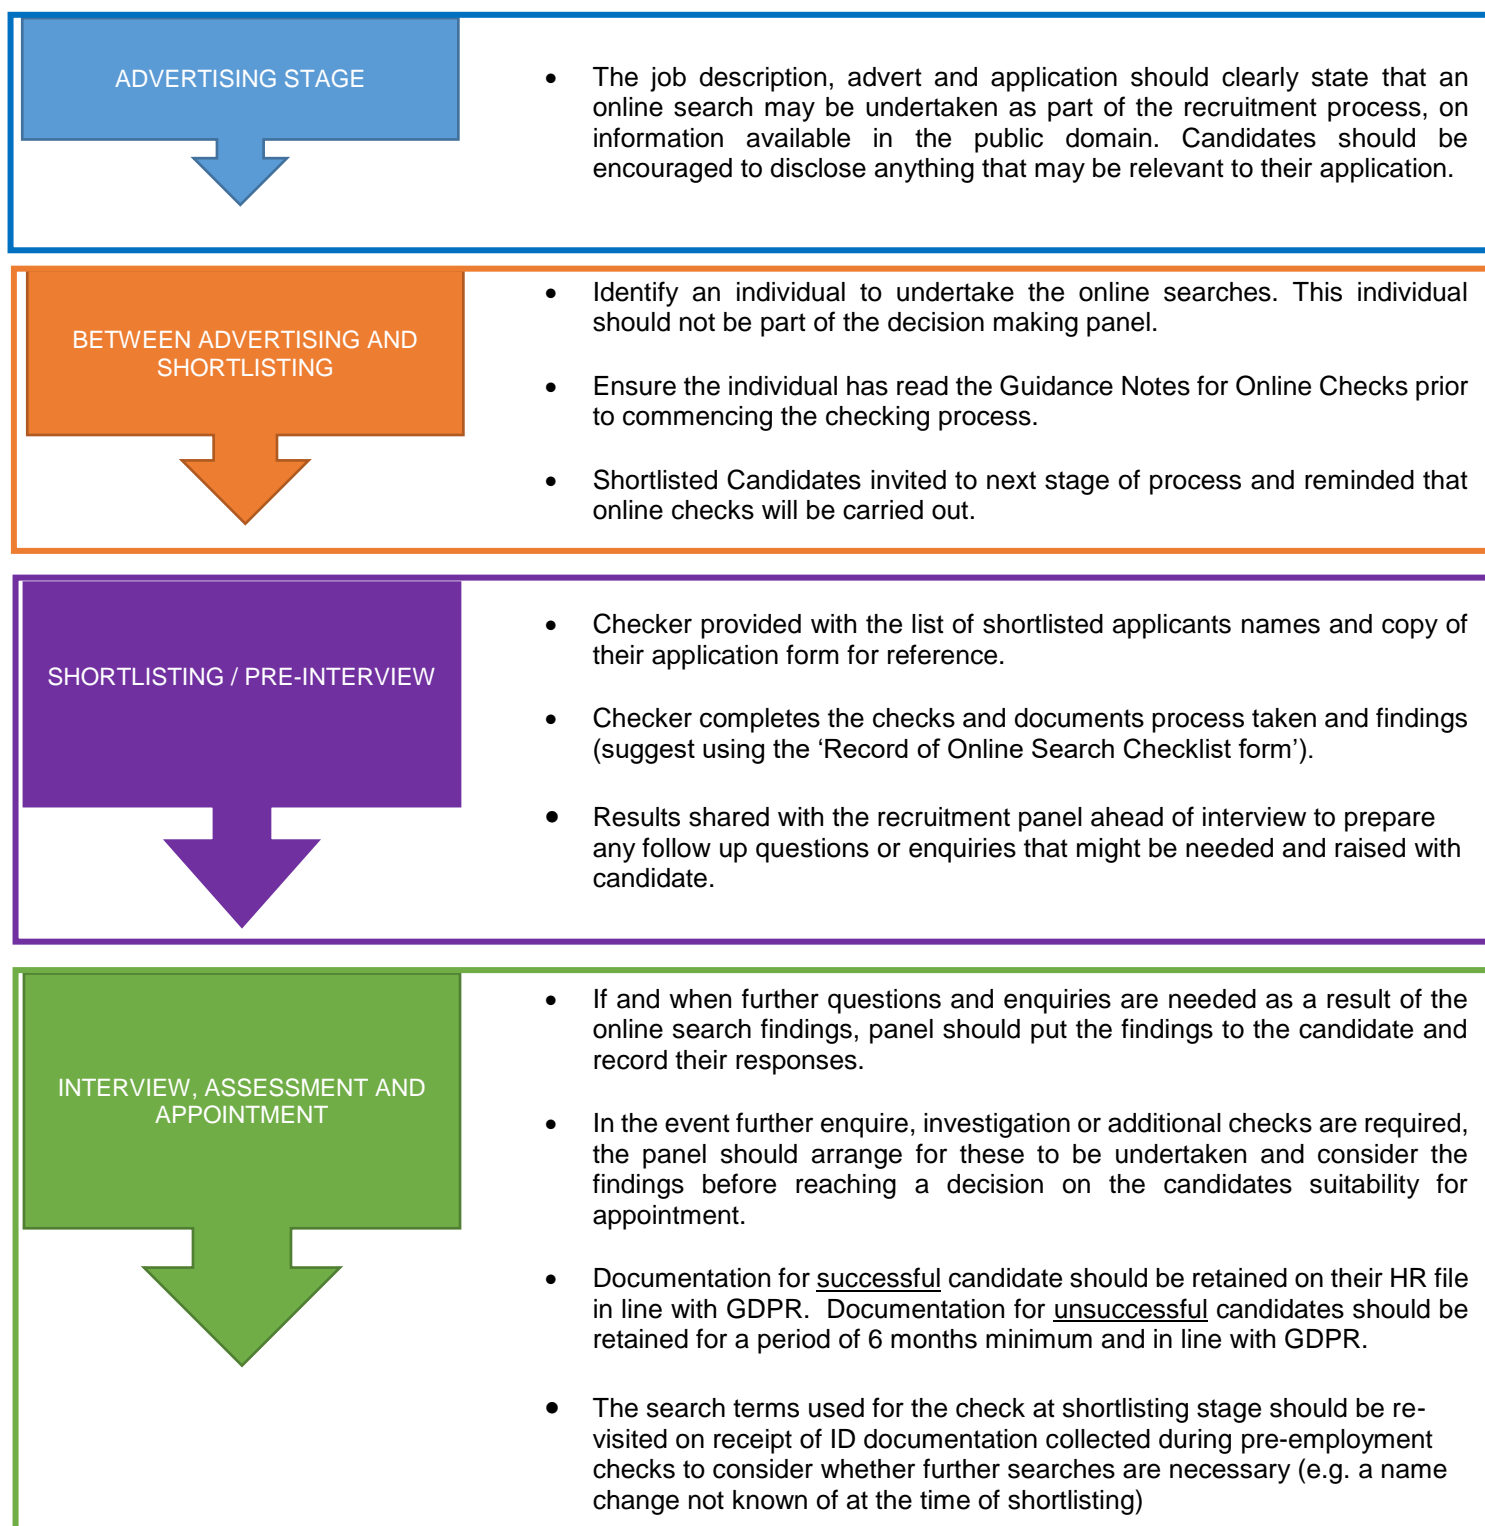 ADVERTISING STAGE
• The job description, advert and application should clearly state that an
online search may be undertaken as part of the recruitment process, on
information available in the public domain. Candidates should be
encouraged to disclose anything that may be relevant to their application.
BETWEEN ADVERTISING AND
SHORTLISTING
• Identify an individual to undertake the online searches. This individual
should not be part of the decision making panel.
• Ensure the individual has read the Guidance Notes for Online Checks prior
to commencing the checking process.
• Shortlisted Candidates invited to next stage of process and reminded that
online checks will be carried out.
SHORTLISTING / PRE-INTERVIEW
• Checker provided with the list of shortlisted applicants names and copy of
their application form for reference.
• Checker completes the checks and documents process taken and findings
(suggest using the ‘Record of Online Search Checklist form’).
• Results shared with the recruitment panel ahead of interview to prepare
any follow up questions or enquiries that might be needed and raised with
candidate.
INTERVIEW, ASSESSMENT AND
APPOINTMENT
• If and when further questions and enquiries are needed as a result of the
online search findings, panel should put the findings to the candidate and
record their responses.
• In the event further enquire, investigation or additional checks are required,
the panel should arrange for these to be undertaken and consider the
findings before reaching a decision on the candidates suitability for
appointment.
• Documentation for successful candidate should be retained on their HR file
in line with GDPR. Documentation for unsuccessful candidates should be
retained for a period of 6 months minimum and in line with GDPR.
• The search terms used for the check at shortlisting stage should be re-
visited on receipt of ID documentation collected during pre-employment
checks to consider whether further searches are necessary (e.g. a name
change not known of at the time of shortlisting)